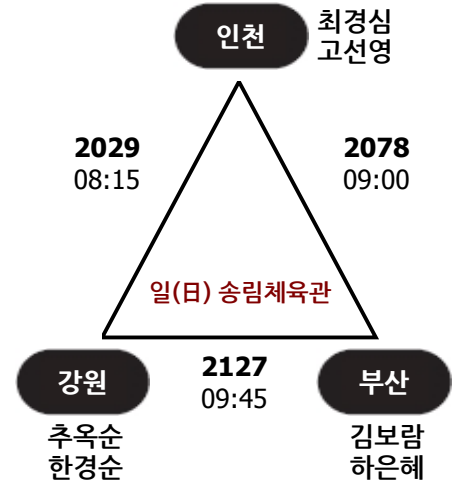 인천
최경심
고선영
2029
08:15
2078
09:00
일(日) 송림체육관
강원
2127
09:45
부산
추옥순
한경순
김보람
하은혜